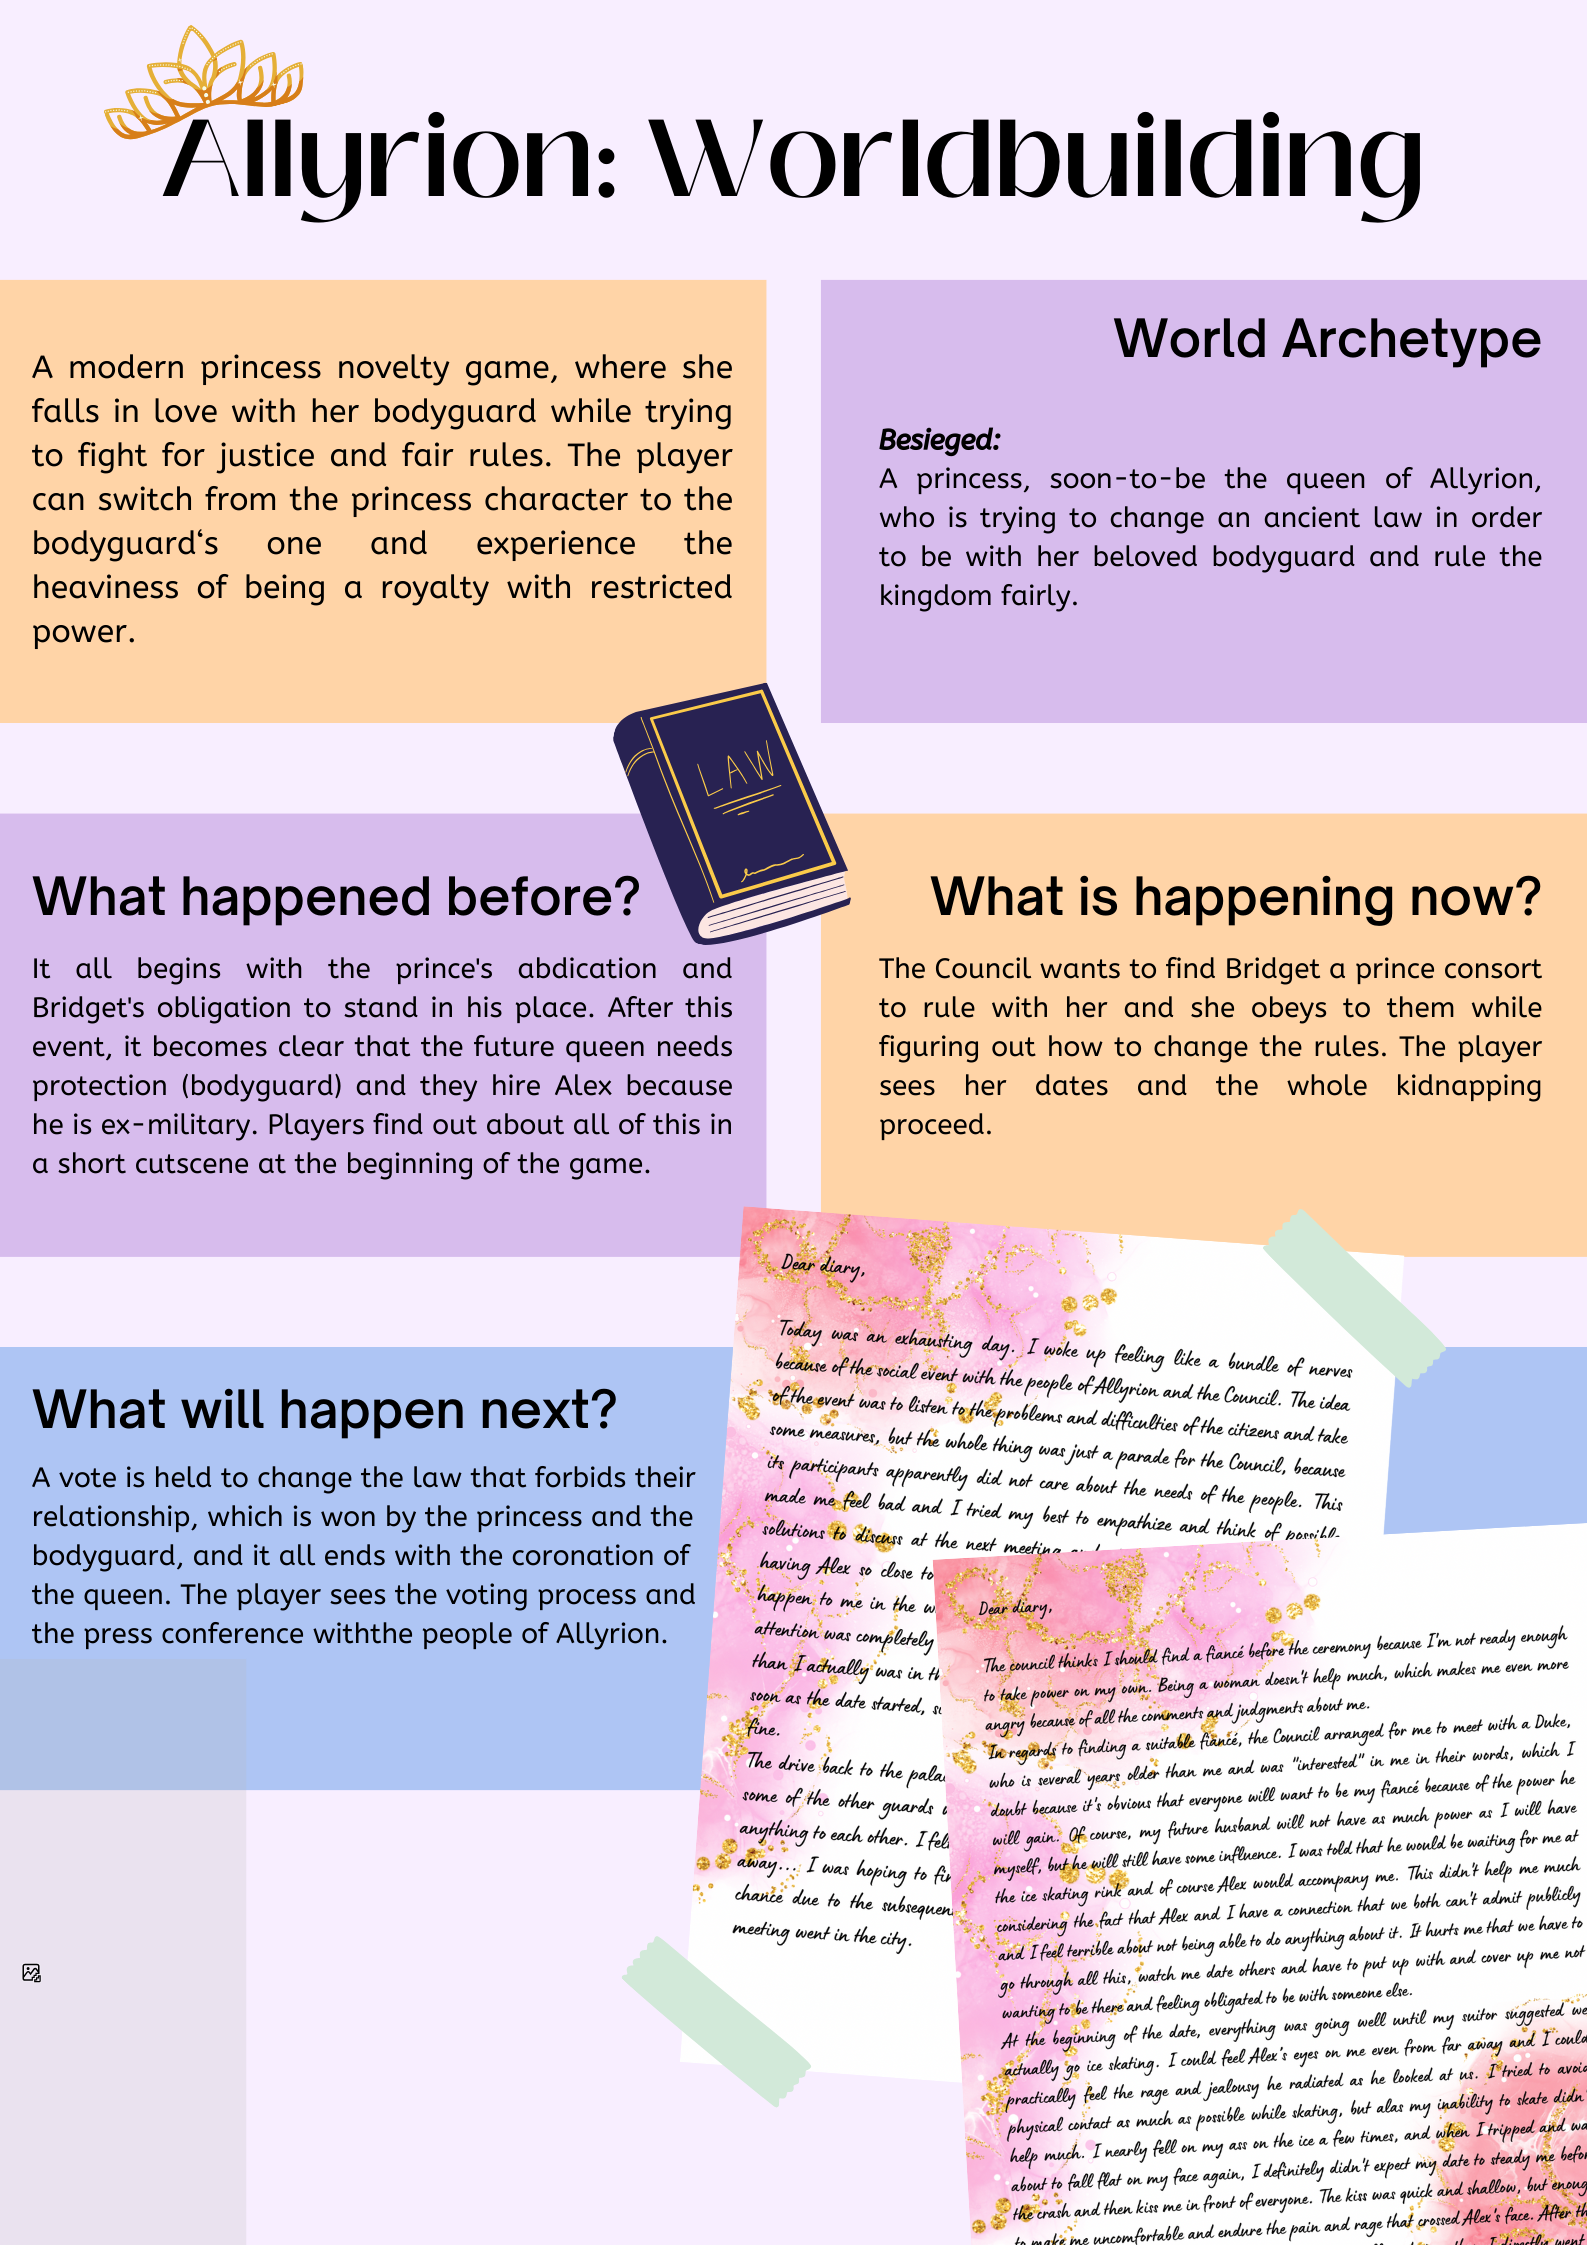 Allyrion: Worldbuilding
A modern princess novelty game, where she
falls in love with her bodyguard while trying
to fight for justice and fair rules. The player
can switch from the princess character to the
bodyguard‘s one and experience the
heaviness of being a royalty with restricted
power.
World Archetype
Besieged:
A princess, soon-to-be the queen of Allyrion,
who is trying to change an ancient law in order
to be with her beloved bodyguard and rule the
kingdom fairly.
LAW
What happened before?
It all begins with the prince's abdication and
Bridget's obligation to stand in his place. After this
event, it becomes clear that the future queen needs
protection (bodyguard) and they hire Alex because
he is ex-military. Players find out about all of this in
a short cutscene at the beginning of the game.
What is happening now?
The Council wants to find Bridget a prince consort
to rule with her and she obeys to them while
figuring out how to change the rules. The player
sees her dates and the whole kidnapping
proceed.
What will happen next?
A vote is held to change the law that forbids their
relationship, which is won by the princess and the
bodyguard, and it all ends with the coronation of
the queen. The player sees the voting process and
the press conference withthe people of Allyrion.
Dear diary,
Today was an exhausting day. I woke up feeling like a bundle of nerves
because of the social event with the people of Allyrion and the Council. The idea
of the event was to listen to the problems and difficulties of the citizens and take
some measures, but the whole thing was just a parade for the Council, because
its participants apparently did not care about the needs of the people. This
made me feel bad and I tried my best to empathize and think of
solutions to discuss at the next meeting
having Alex so close to
happen to me in the
attention was completely
than I actually was in
soon as the date started,
fine.
The drive back to the
some of the other guards
anything to each other. I
away... I was hoping to
chance due to the
meeting went in the city.
Dear diary,
The council thinks I should find a fiancé before the ceremony because I'm not ready enough
to take power on my own. Being a woman doesn't help much, which makes me even more
angry because of all the comments and judgments about me.
In regards to finding a suitable fiancé, the Council arranged for me to meet with a Duke,
who is several years older than me and was "interested" in me in their words, which I
doubt because it's obvious that everyone will want to be my fiancé because of the power he
will gain. Of course, my future husband will not have as much power as I will have
myself, but he will still have some influence. I was told that he would be waiting for me at
the ice skating rink and of course Alex would accompany me. This didn't help me much
considering the fact that Alex and I have a connection that we both can't admit publicly
and I feel terrible about not being able to do anything about it. It hurts me that we have to
go through all this, watch me date others and have to put up with and cover up me not
wanting to be there and feeling obligated to be with someone else.
At the beginning of the date, everything was going well until my suitor suggested we
actually go ice skating. I could feel Alex's eyes on me even from far away and I could
practically feel the rage and jealousy he radiated as he looked at us. I tried to avoid
physical contact as much as possible while skating, but alas my inability to skate
help much. I nearly fell on my ass on the ice a few times, and when I tripped and
about to fall flat on my face again, I definitely didn't expect my date to steady me
the crash and then kiss me in front of everyone. The kiss was quick and shallow, but
to make me uncomfortable and endure the pain and rage that crossed Alex's face. After